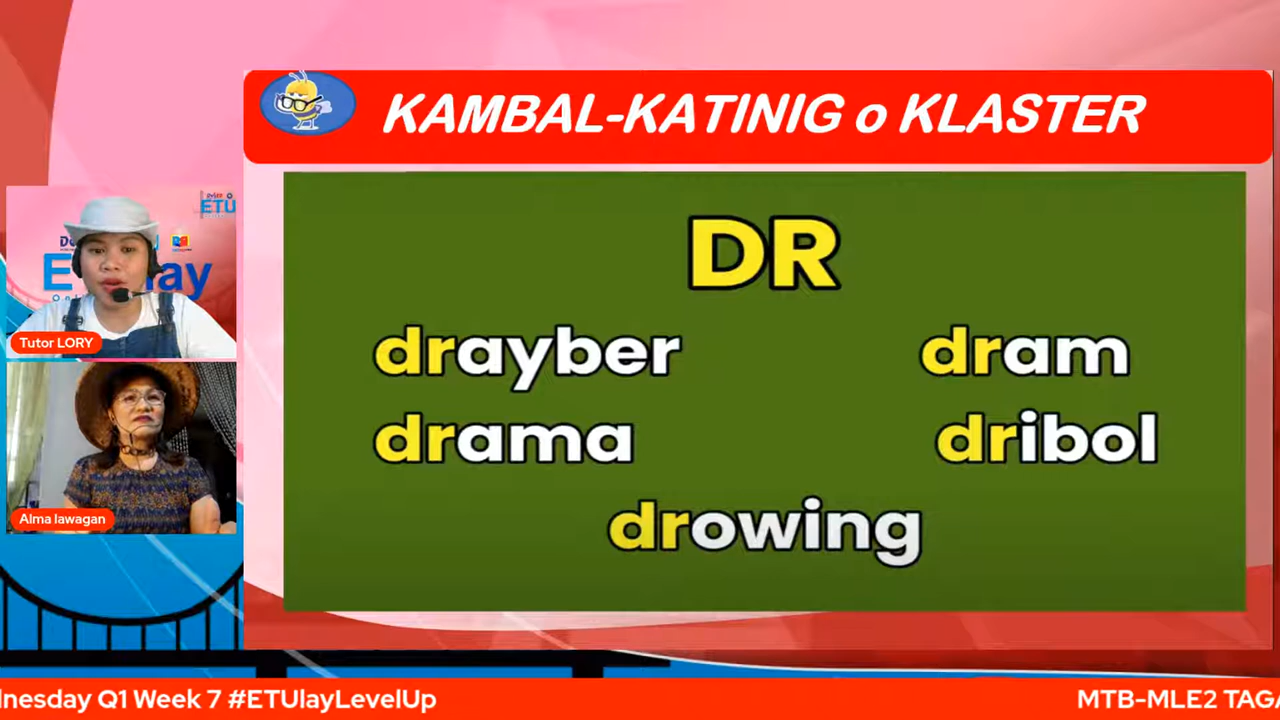 KAMBAL-KATINIG o KLASTER
DR
drayber
dram
drama
dribol
drowing
ETU
Tutor LORY
Alma lawagan
nesday Q1 Week 7 #ETUlayLevelUp
MTB-MLE2 TAGA